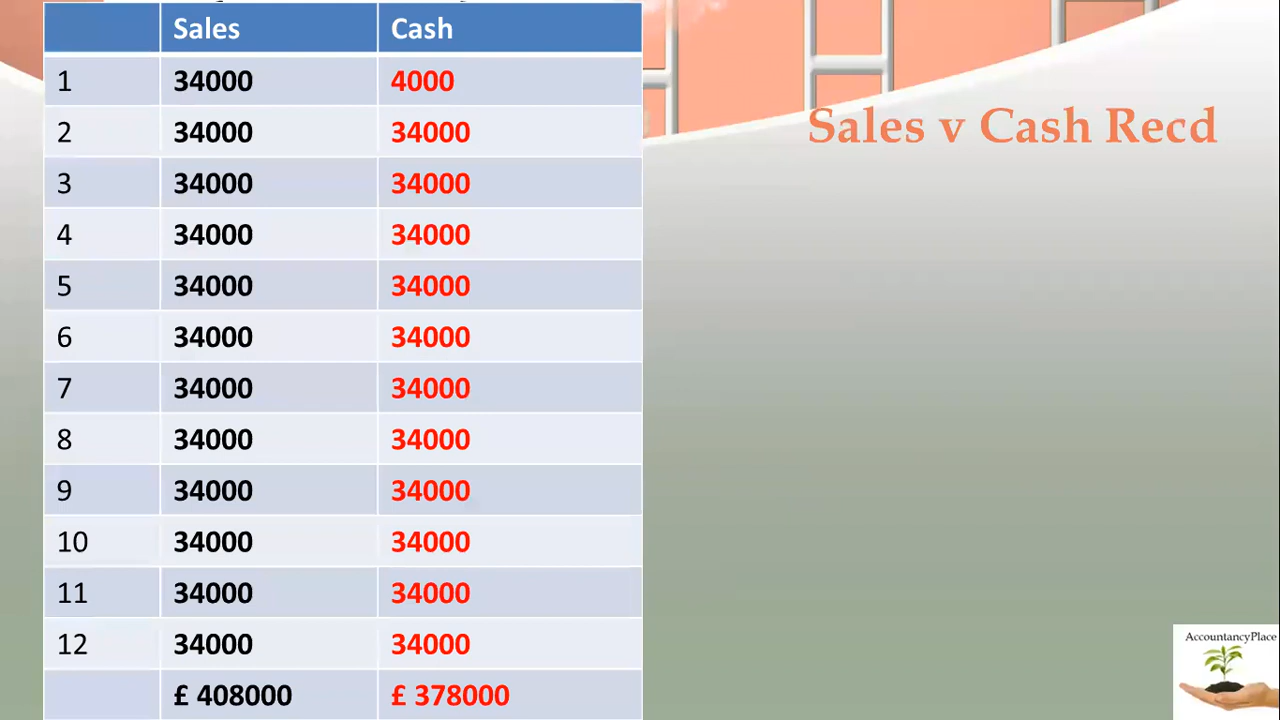 Sales Cash
1 34000 4000
2 34000 34000
3 34000 34000
4 34000 34000
5 34000 34000
6 34000 34000
7 34000 34000
8 34000 34000
9 34000 34000
10 34000 34000
11 34000 34000
12 34000 34000
£ 408000 £ 378000
Sales v Cash Recd
AccountancyPlace